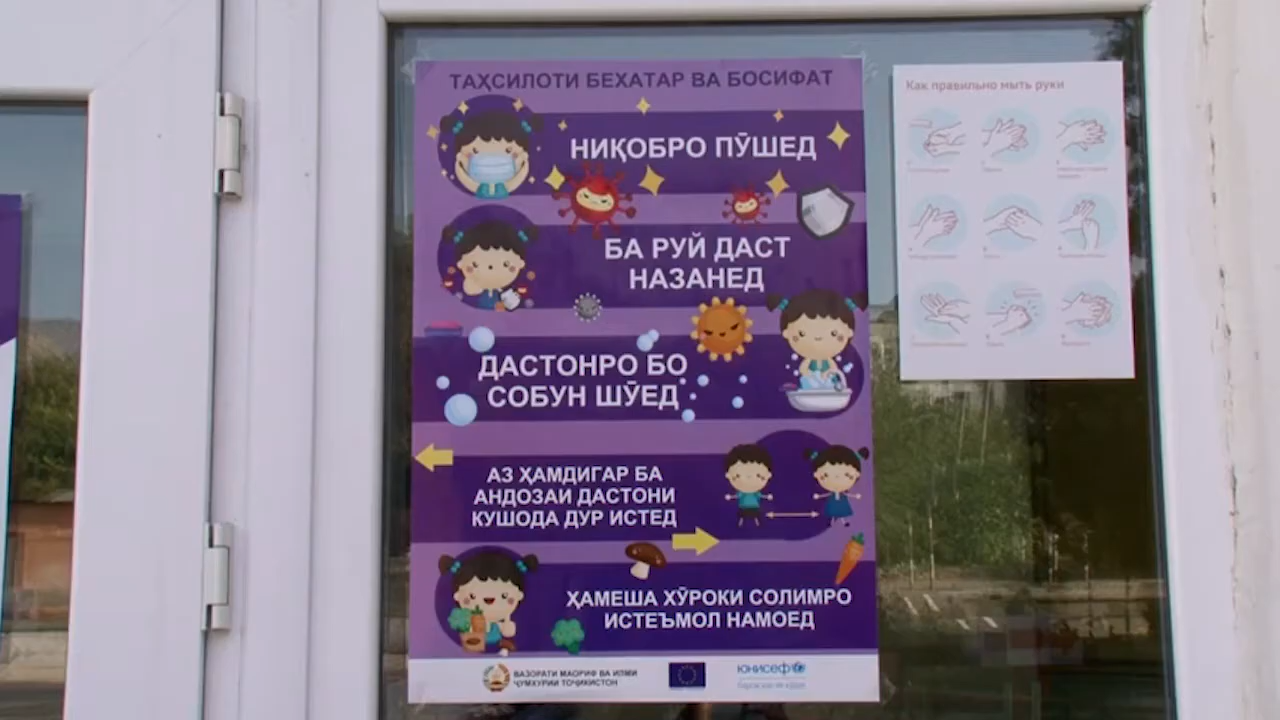 ТАҲСИЛОТИ БЕХАТАР ВА БОСИФАТ
НИҚОБРО ПӮШЕД
БА РУЙ ДАСТ
НАЗАНЕД
ДАСТОНРО БО
СОБУН ШӮЕД
АЗ ҲАМДИГАР БА
АНДОЗАИ ДАСТОНИ
КУШОДА ДУР ИСТЕД
ҲАМЕША ХӮРОКИ СОЛИМРО
ИСТЕЪМОЛ НАМОЕД
ВАЗОРАТИ МАОРИФ ВА ИЛМИ
ҶУМҲУРИИ ТОҶИКИСТОН
ЮНИСЕФ
Как правильно мыть руки